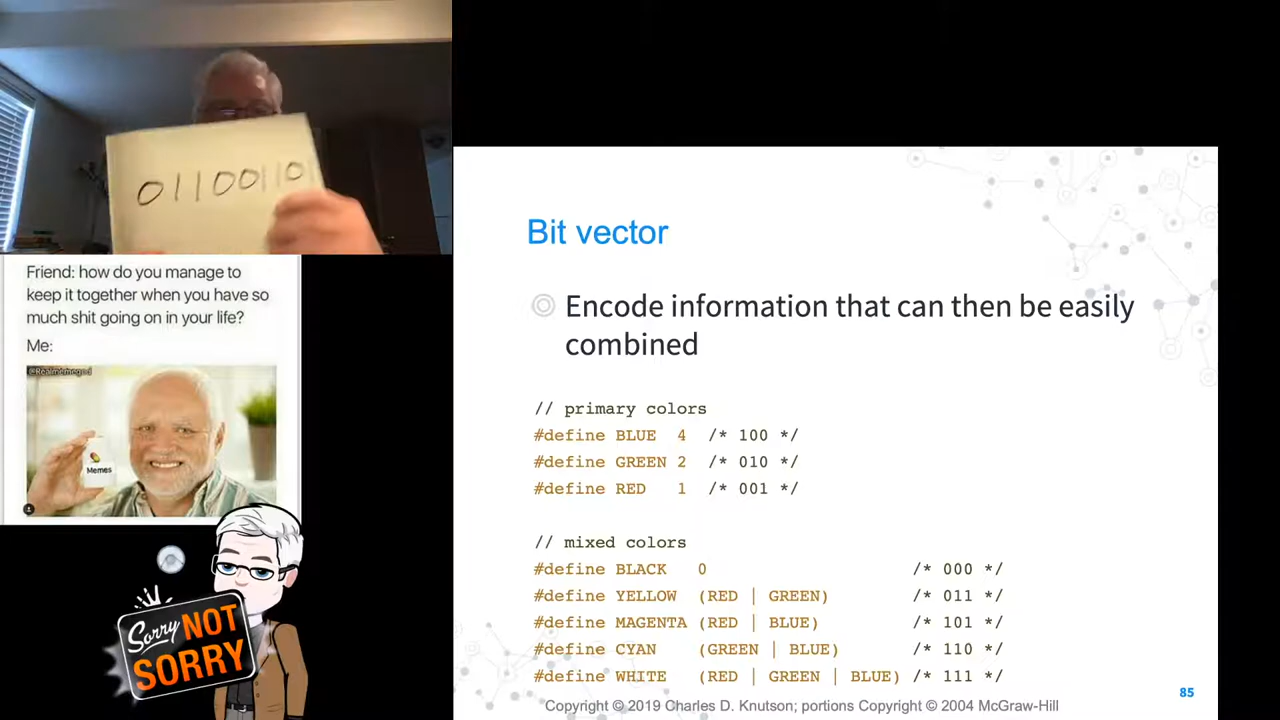 01100110
Friend: how do you manage to
keep it together when you have so
much shit going on in your life?
Me:
@Realmemegod
Memes
Sorry NOT
SORRY
Bit vector
Encode information that can then be easily
combined
// primary colors
#define BLUE 4 /* 100 */
#define GREEN 2 /* 010 */
#define RED 1 /* 001 */
// mixed colors
#define BLACK 0 /* 000 */
#define YELLOW (RED | GREEN) /* 011 */
#define MAGENTA (RED | BLUE) /* 101 */
#define CYAN (GREEN | BLUE) /* 110 */
#define WHITE (RED | GREEN | BLUE) /* 111 */
85
Copyright © 2019 Charles D. Knutson; portions Copyright © 2004 McGraw-Hill